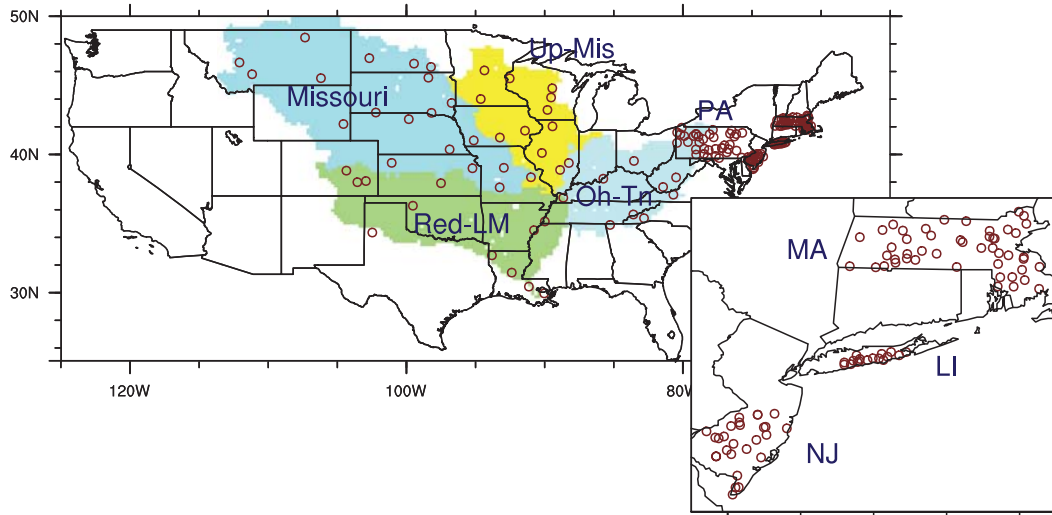 50N
Up-Mis
Missouri
PA
40N
Oh-Tn
Red-LM
MA
30N
LI
120W
100W
80W
NJ